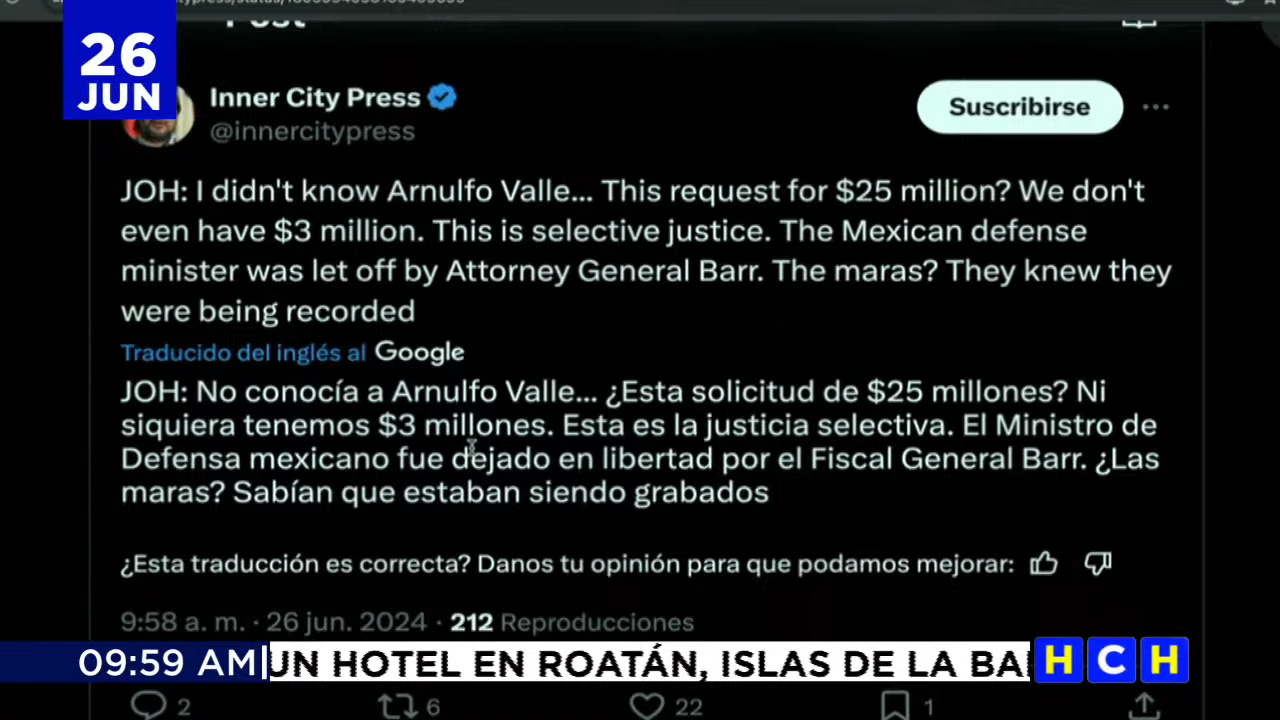 26
JUN
Post
Inner City Press
@innercitypress
Suscribirse
JOH: I didn't know Arnulfo Valle... This request for $25 million? We don't
even have $3 million. This is selective justice. The Mexican defense
minister was let off by Attorney General Barr. The maras? They knew they
were being recorded
Traducido del inglés al Google
JOH: No conocía a Arnulfo Valle... ¿Esta solicitud de $25 millones? Ni
siquiera tenemos $3 millones. Esta es la justicia selectiva. El Ministro de
Defensa mexicano fue dejado en libertad por el Fiscal General Barr. ¿Las
maras? Sabían que estaban siendo grabados
¿Esta traducción es correcta? Danos tu opinión para que podamos mejorar:
9:58 a. m. · 26 jun. 2024 · 212 Reproducciones
09:59 AM UN HOTEL EN ROATÁN, ISLAS DE LA BA HCH
2 6 22 1